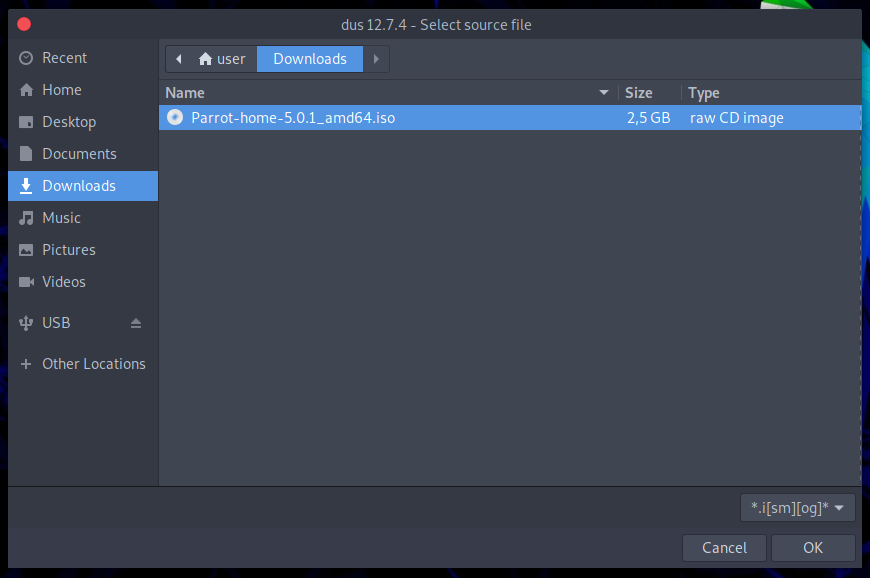 dus 12.7.4 - Select source file
Recent
Home
Desktop
Documents
Downloads
Music
Pictures
Videos
USB
Other Locations
user Downloads
Name Size Type
Parrot-home-5.0.1_amd64.iso 2,5 GB raw CD image
*.i[sm][og]*
Cancel OK